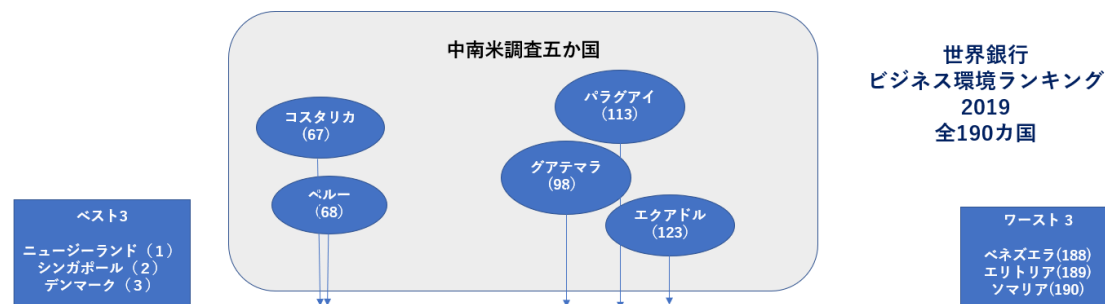 中南米調査五か国
世界銀行
ビジネス環境ランキング
2019
全190カ国
コスタリカ
(67)
パラグアイ
(113)
グアテマラ
(98)
ペルー
(68)
エクアドル
(123)
ベスト3
ニュージーランド（１）
シンガポール（２）
デンマーク（３）
ワースト 3
ベネズエラ(188)
エリトリア(189)
ソマリア(190)